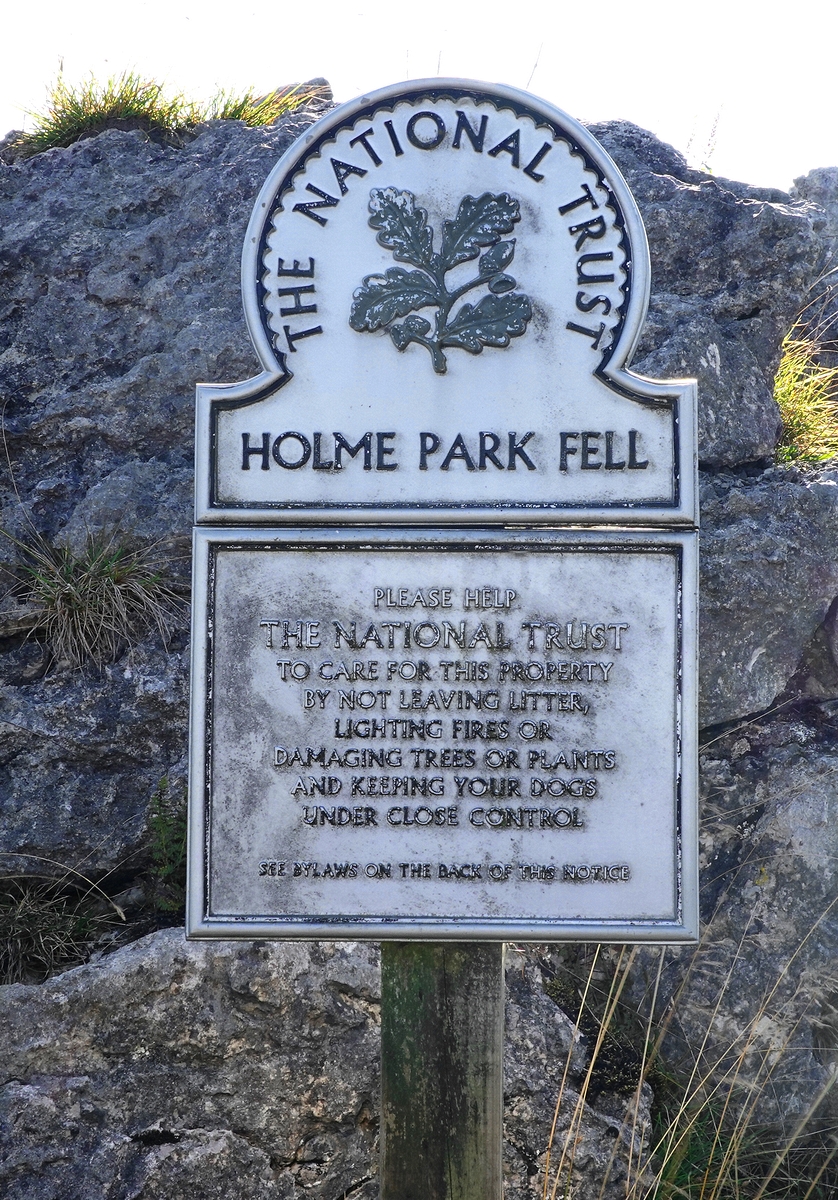 THE NATIONAL TRUST
HOLME PARK FELL
PLEASE HELP
THE NATIONAL TRUST
TO CARE FOR THIS PROPERTY
BY NOT LEAVING LITTER,
LIGHTING FIRES OR
DAMAGING TREES OR PLANTS
AND KEEPING YOUR DOGS
UNDER CLOSE CONTROL
SEE BYLAWS ON THE BACK OF THIS NOTICE